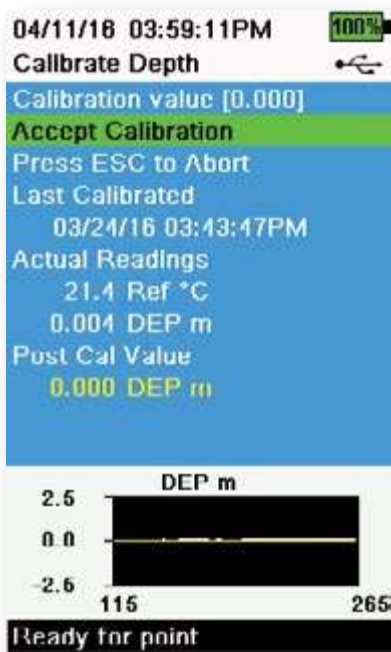 04/11/16 03:59:11PM 100%
Calibrate Depth
Calibration value [0.000]
Accept Calibration
Press ESC to Abort
Last Calibrated
03/24/16 03:43:47PM
Actual Readings
21.4 Ref °C
0.004 DEP m
Post Cal Value
0.000 DEP m
DEP m
2.5
0.0
-2.5
115 265
Ready for point